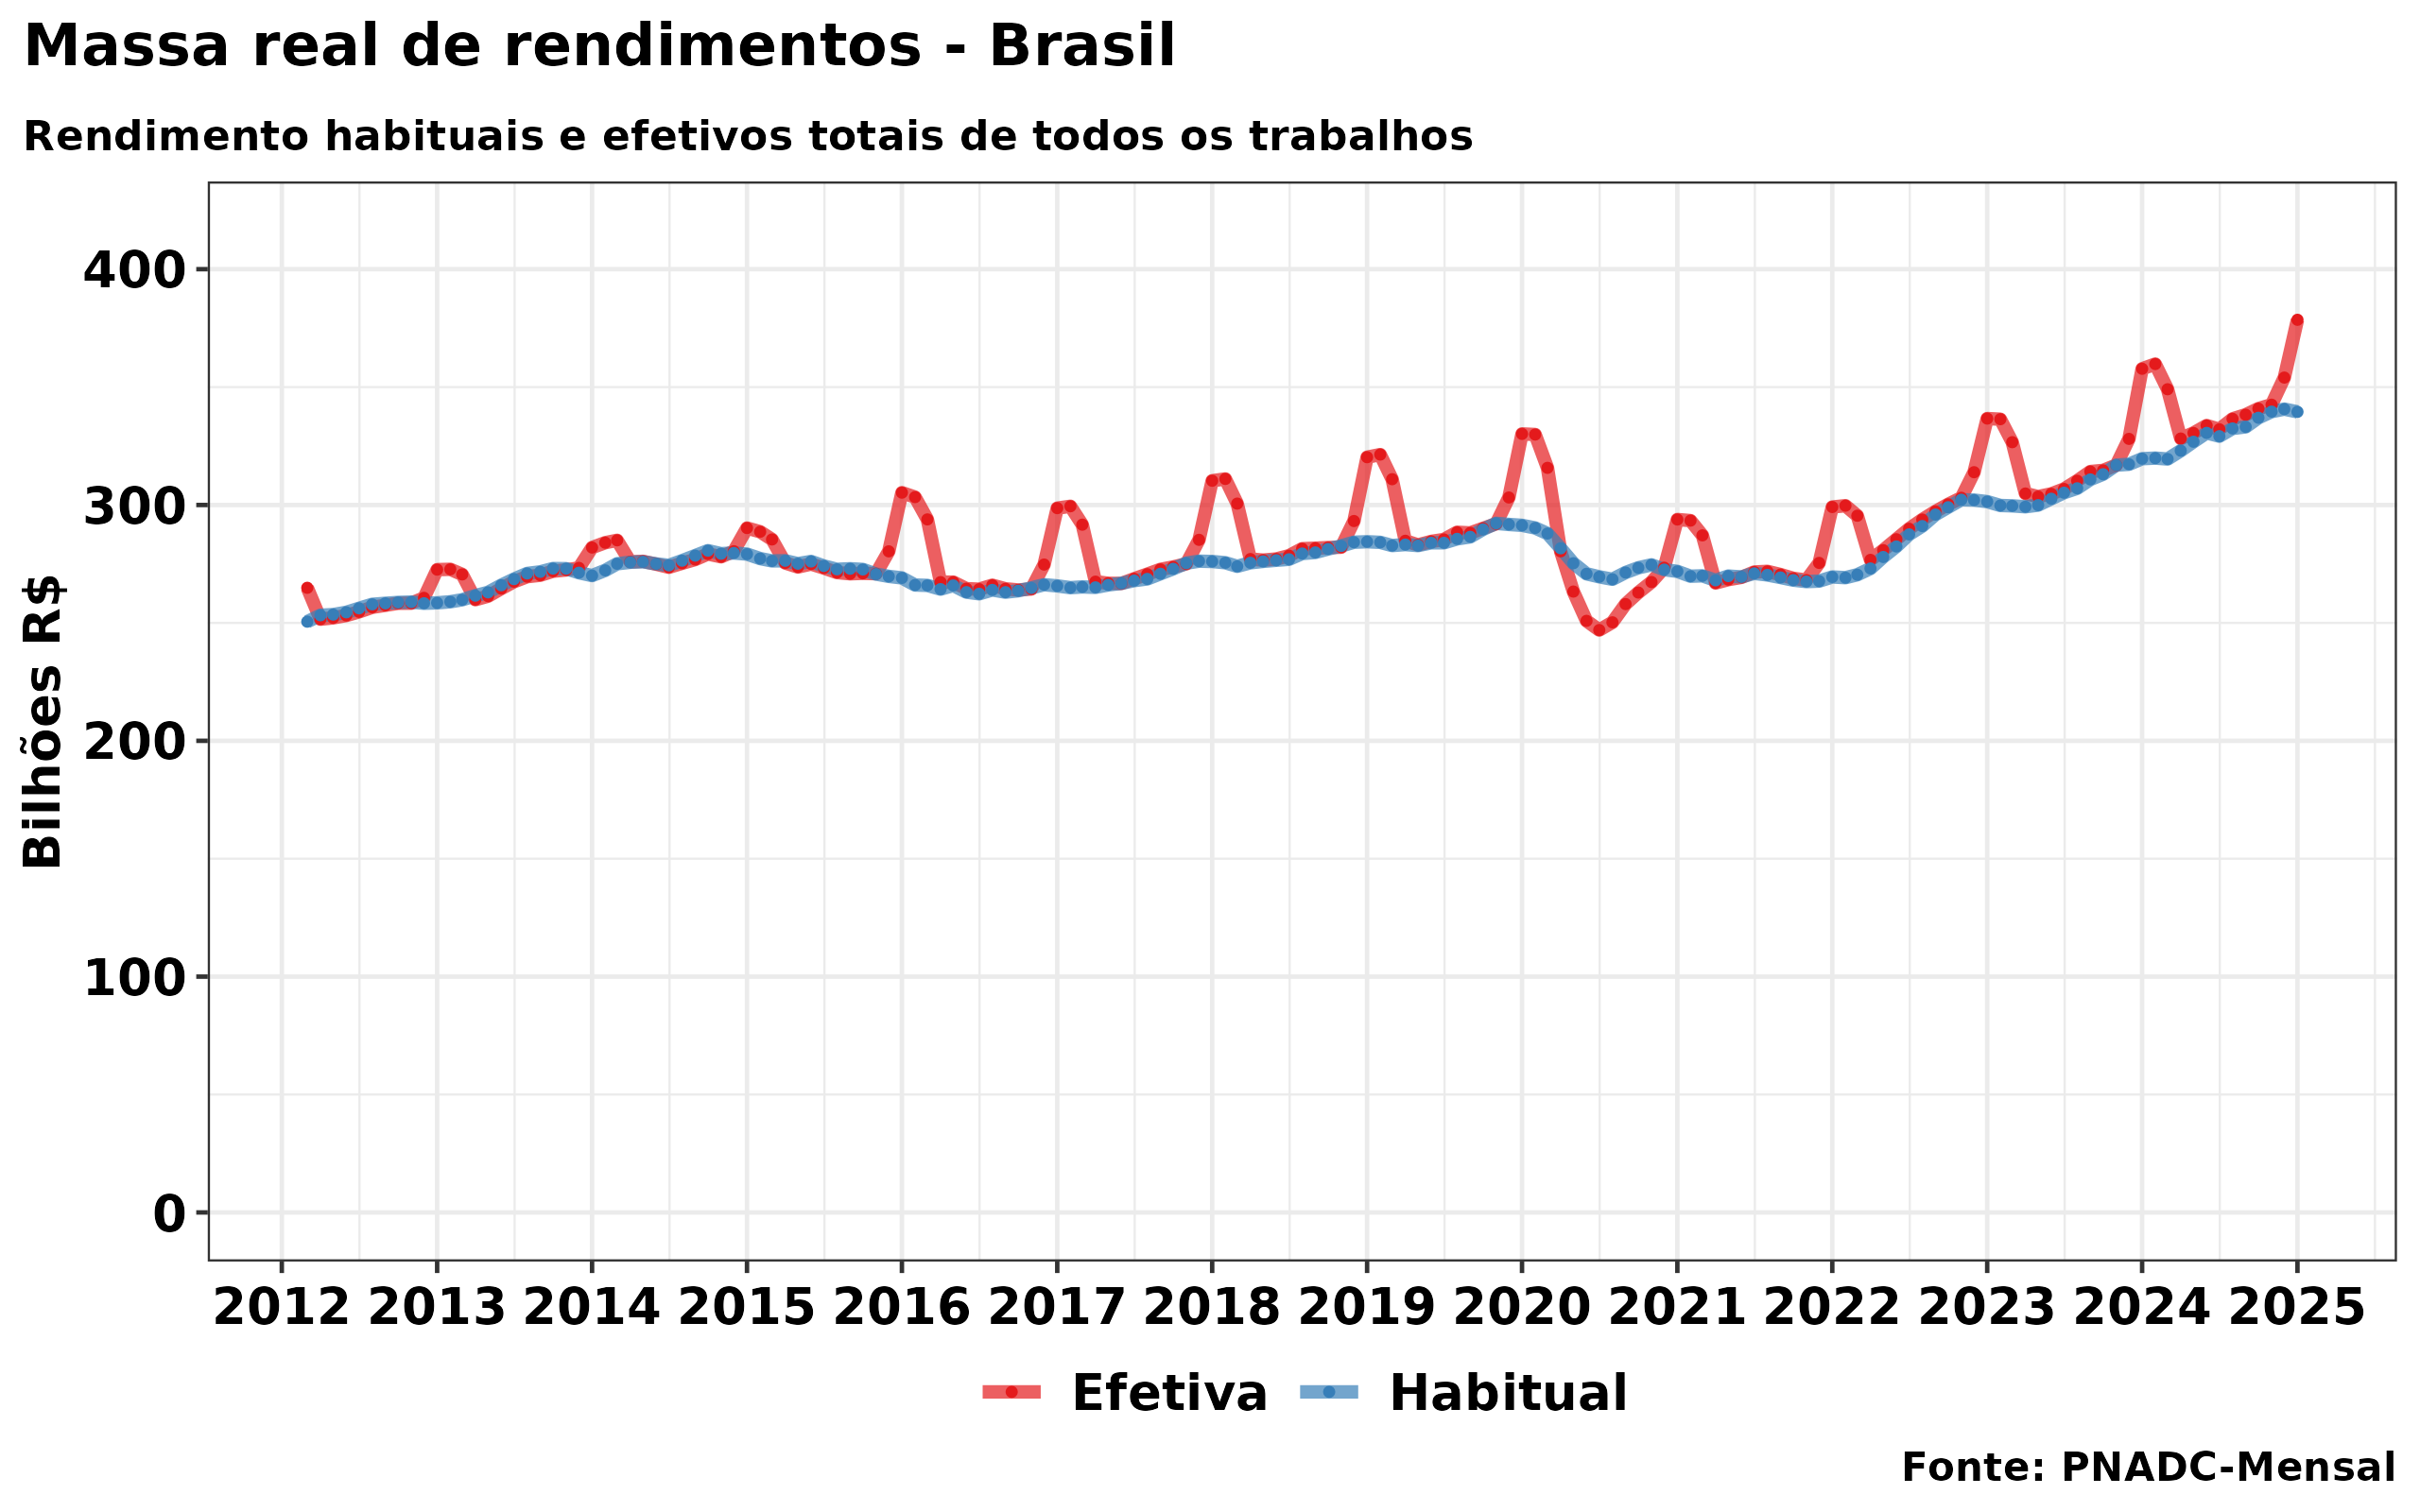 Massa real de rendimentos - Brasil
Rendimento habituais e efetivos totais de todos os trabalhos
Bilhões R$
400
300
200
100
0
2012 2013 2014 2015 2016 2017 2018 2019 2020 2021 2022 2023 2024 2025
Efetiva Habitual
Fonte: PNADC-Mensal